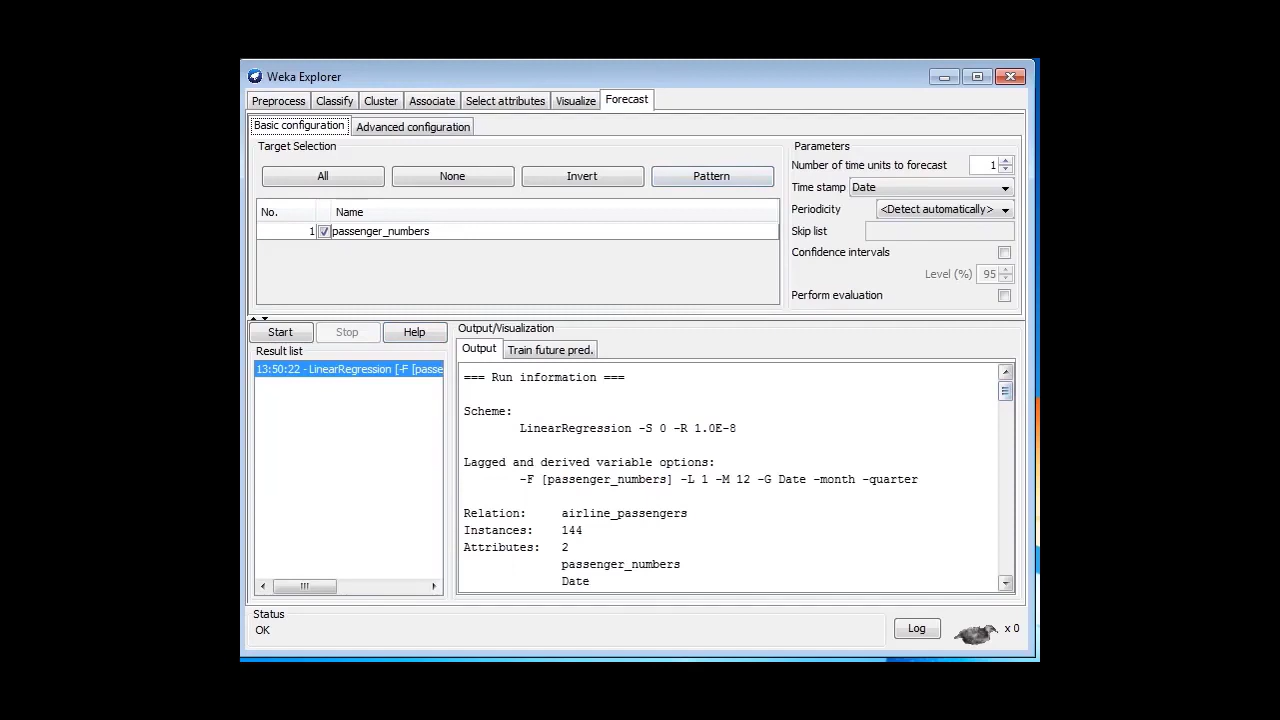 Weka Explorer
Preprocess Classify Cluster Associate Select attributes Visualize Forecast
Basic configuration Advanced configuration
Target Selection
All None Invert Pattern
No. Name
1 passenger_numbers
Parameters
Number of time units to forecast 1
Time stamp Date
Periodicity <Detect automatically>
Skip list
Confidence intervals
Level (%) 95
Perform evaluation
Start Stop Help
Result list
13:50:22 - LinearRegression [-F [passe
Output/Visualization
Output Train future pred.
=== Run information ===
Scheme:
LinearRegression -S 0 -R 1.0E-8
Lagged and derived variable options:
-F [passenger_numbers] -L 1 -M 12 -G Date -month -quarter
Relation: airline_passengers
Instances: 144
Attributes: 2
passenger_numbers
Date
Status
OK
Log x 0